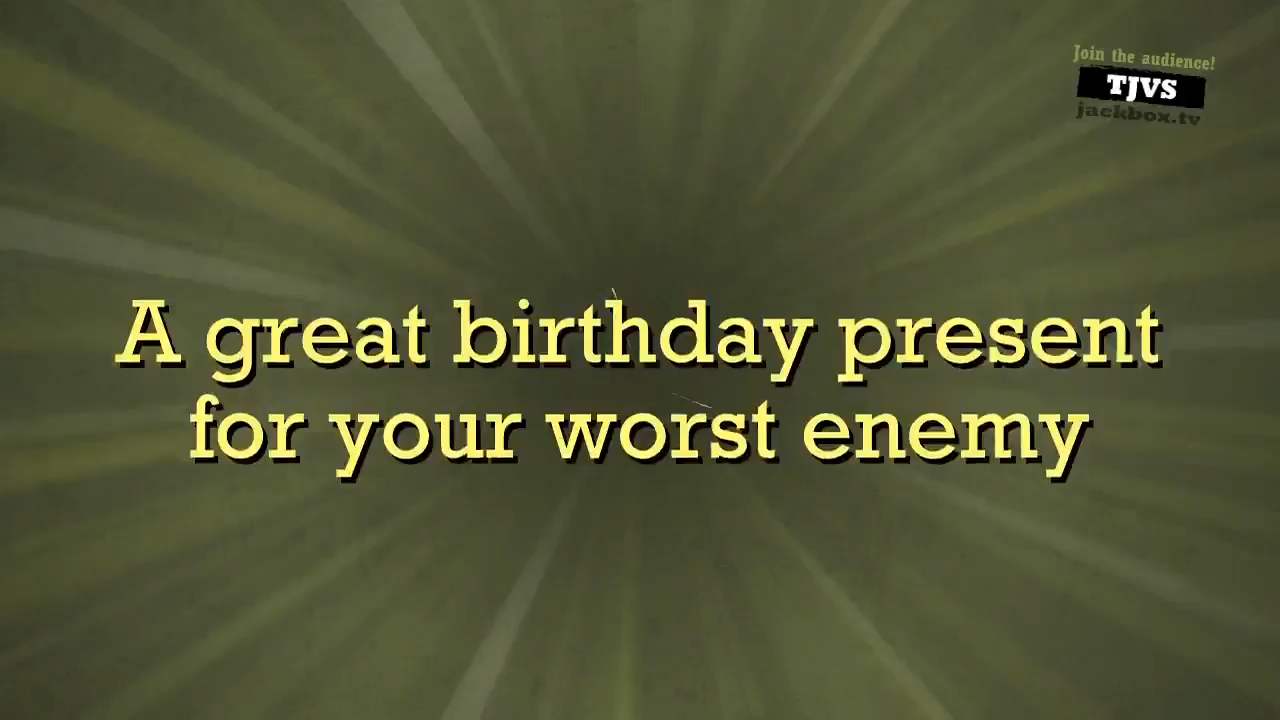 Join the audience!
TJVS
jackbox.tv
A great birthday present
for your worst enemy